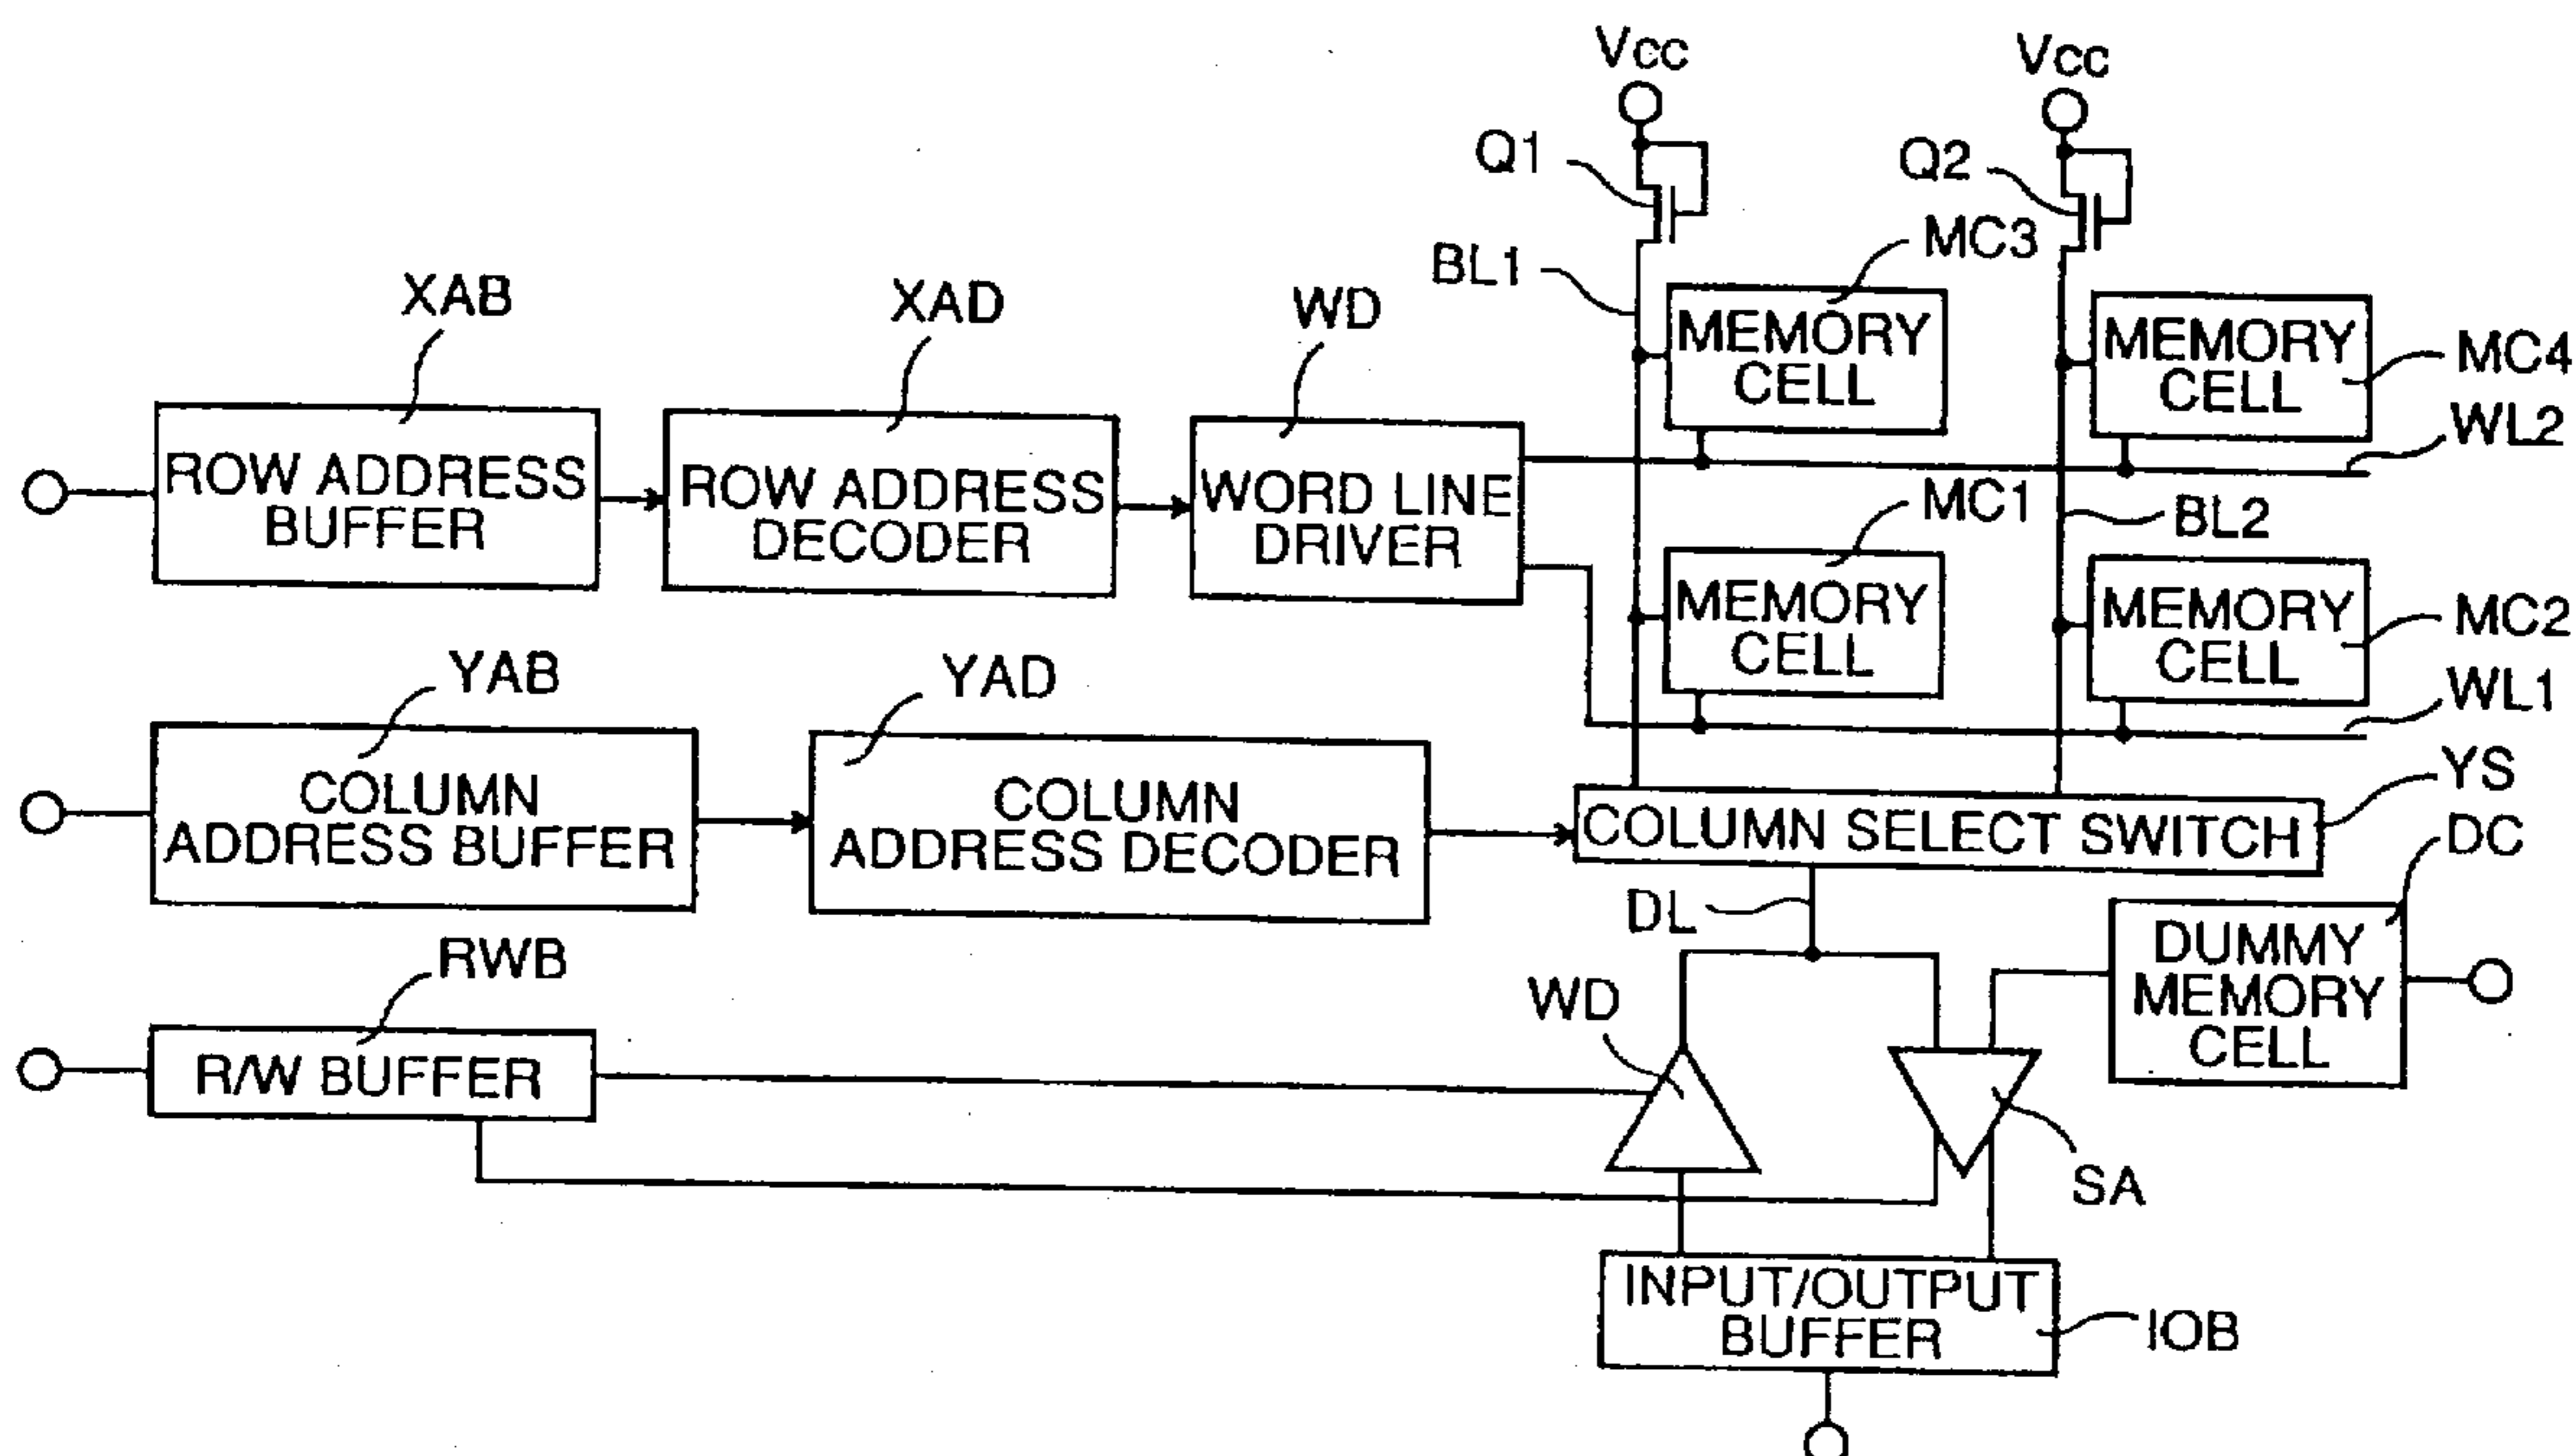 Vcc
Vcc
Q1
Q2
MC3
BL1
MEMORY
CELL
MEMORY
CELL
MC4
XAB
XAD
WD
WL2
ROW ADDRESS
BUFFER
ROW ADDRESS
DECODER
WORD LINE
DRIVER
MC1
BL2
MEMORY
CELL
MEMORY
CELL
MC2
WL1
YAB
YAD
COLUMN
ADDRESS BUFFER
COLUMN
ADDRESS DECODER
COLUMN SELECT SWITCH
YS
DC
DL
DUMMY
MEMORY
CELL
RWB
R/W BUFFER
WD
SA
INPUT/OUTPUT
BUFFER
IOB